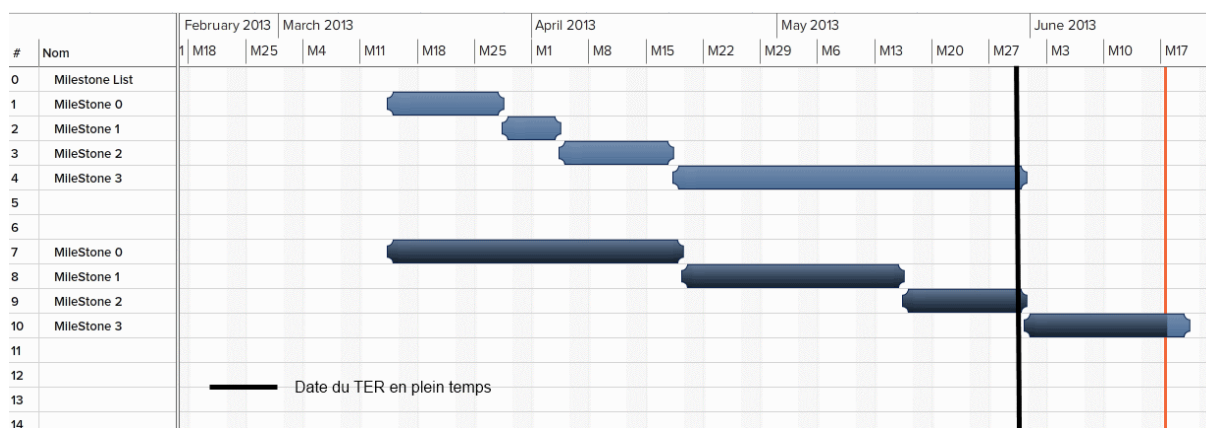 February 2013 March 2013 April 2013 May 2013 June 2013
# Nom 1 M18 M25 M4 M11 M18 M25 M1 M8 M15 M22 M29 M6 M13 M20 M27 M3 M10 M17
0 Milestone List
1 MileStone 0
2 MileStone 1
3 MileStone 2
4 MileStone 3
5
6
7 MileStone 0
8 MileStone 1
9 MileStone 2
10 MileStone 3
11
12
Date du TER en plein temps
13
14